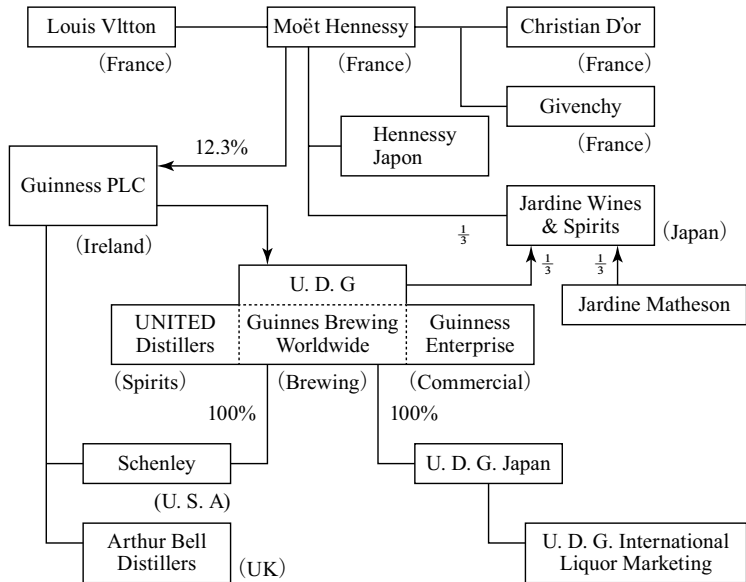 Louis Vltton
Moët Hennessy
Christian D'or
(France)
(France)
(France)
Givenchy
(France)
Hennessy
Japon
12.3%
Guinness PLC
(Ireland)
Jardine Wines
& Spirits
(Japan)
1/3
1/3
1/3
U. D. G
Jardine Matheson
UNITED
Distillers
Guinnes Brewing
Worldwide
Guinness
Enterprise
(Spirits)
(Brewing)
(Commercial)
100%
100%
Schenley
(U. S. A)
U. D. G. Japan
Arthur Bell
Distillers
(UK)
U. D. G. International
Liquor Marketing